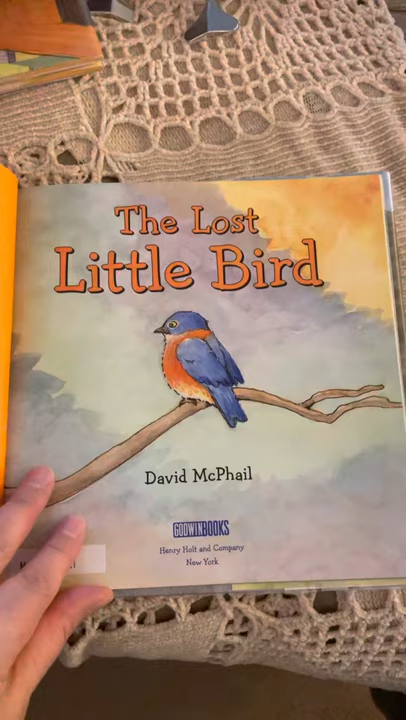 The Lost
Little Bird
David McPhail
GODWINBOOKS
Henry Holt and Company
New York